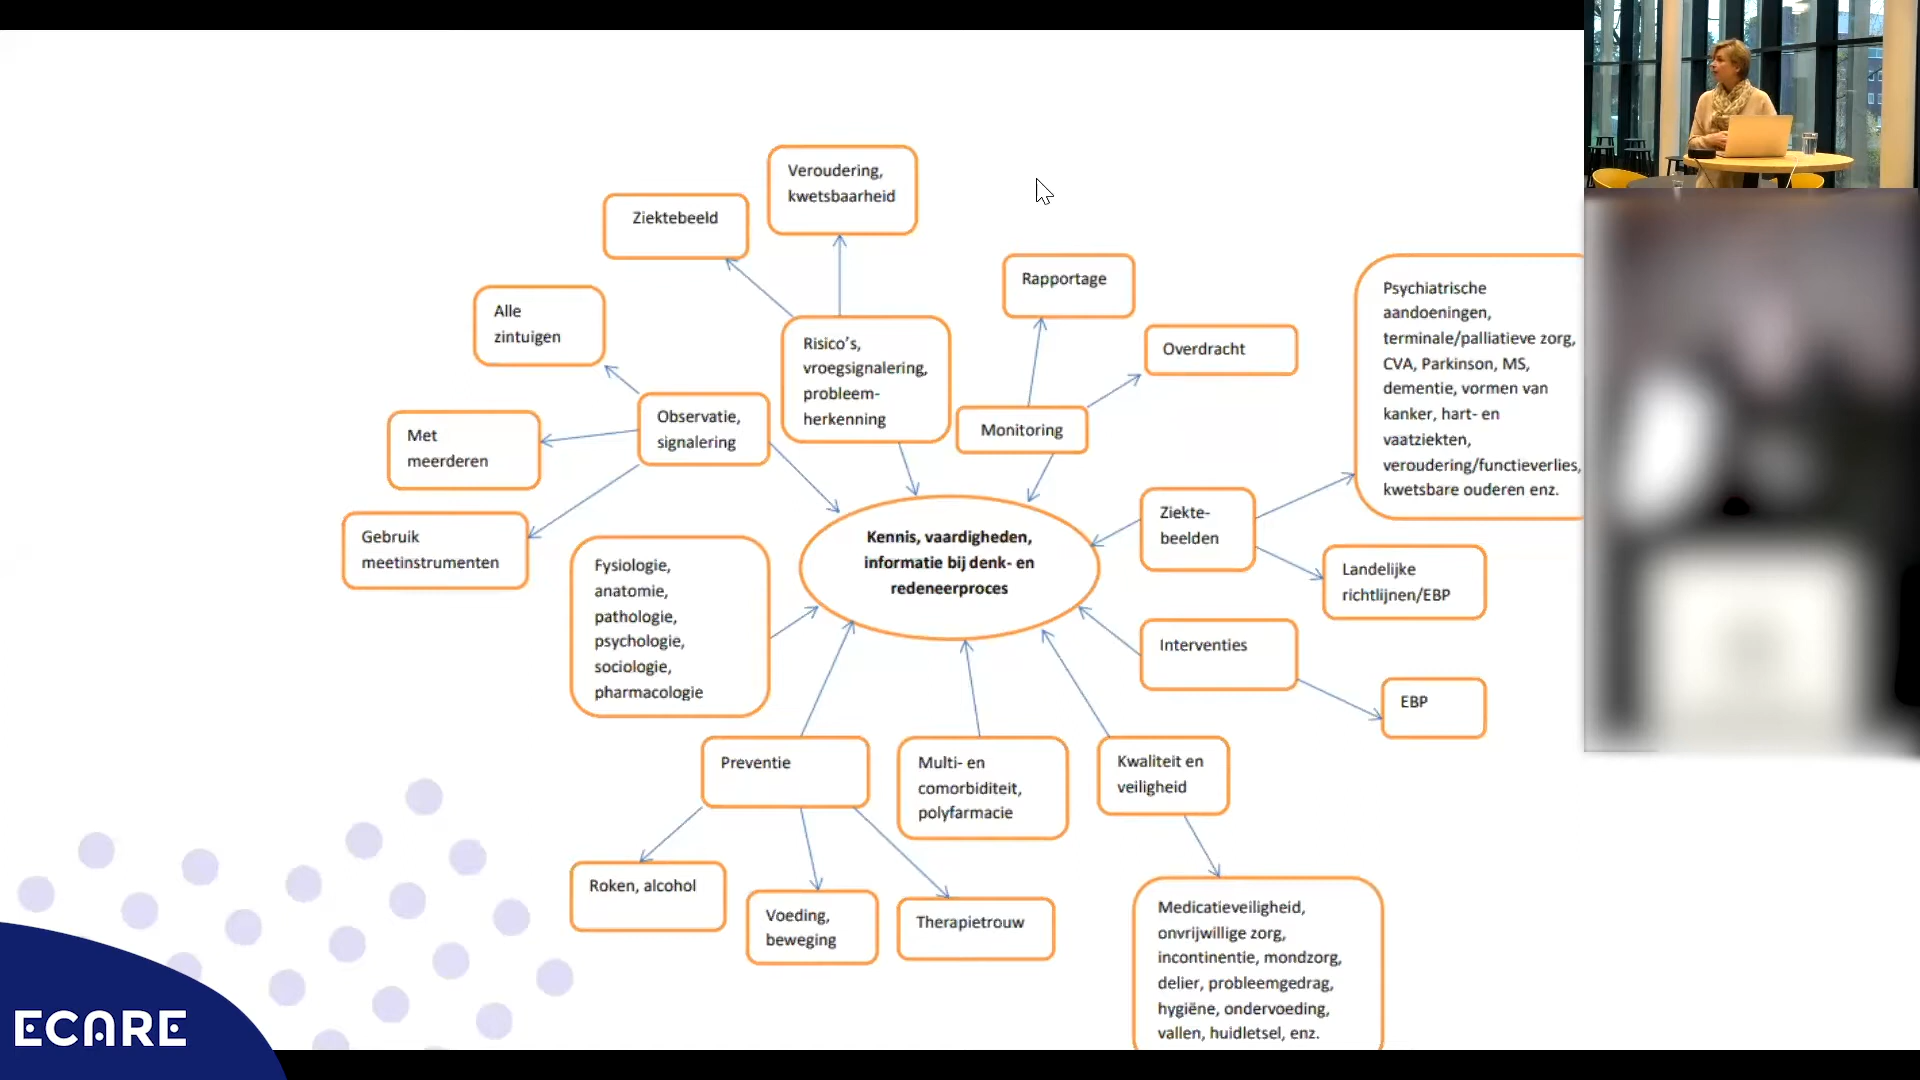 Veroudering,
kwetsbaarheid
Ziektebeeld
Rapportage
Alle
zintuigen
Psychiatrische
aandoeningen,
terminale/palliatieve zorg,
CVA, Parkinson, MS,
dementie, vormen van
kanker, hart- en
vaatziekten,
veroudering/functieverlies,
kwetsbare ouderen enz.
Risico's,
vroegsignalering,
probleem-
herkenning
Overdracht
Observatie,
signalering
Monitoring
Met
meerderen
Gebruik
meetinstrumenten
Ziekte-
beelden
Kennis, vaardigheden,
informatie bij denk- en
redeneerproces
Fysiologie,
anatomie,
pathologie,
psychologie,
sociologie,
pharmacologie
Landelijke
richtlijnen/EBP
Interventies
EBP
Preventie
Multi- en
comorbiditeit,
polyfarmacie
Kwaliteit en
veiligheid
Roken, alcohol
Voeding,
beweging
Therapietrouw
Medicatieveiligheid,
onvrijwillige zorg,
incontinentie, mondzorg,
delier, probleemgedrag,
hygiëne, ondervoeding,
vallen, huidletsel, enz.
ECARE